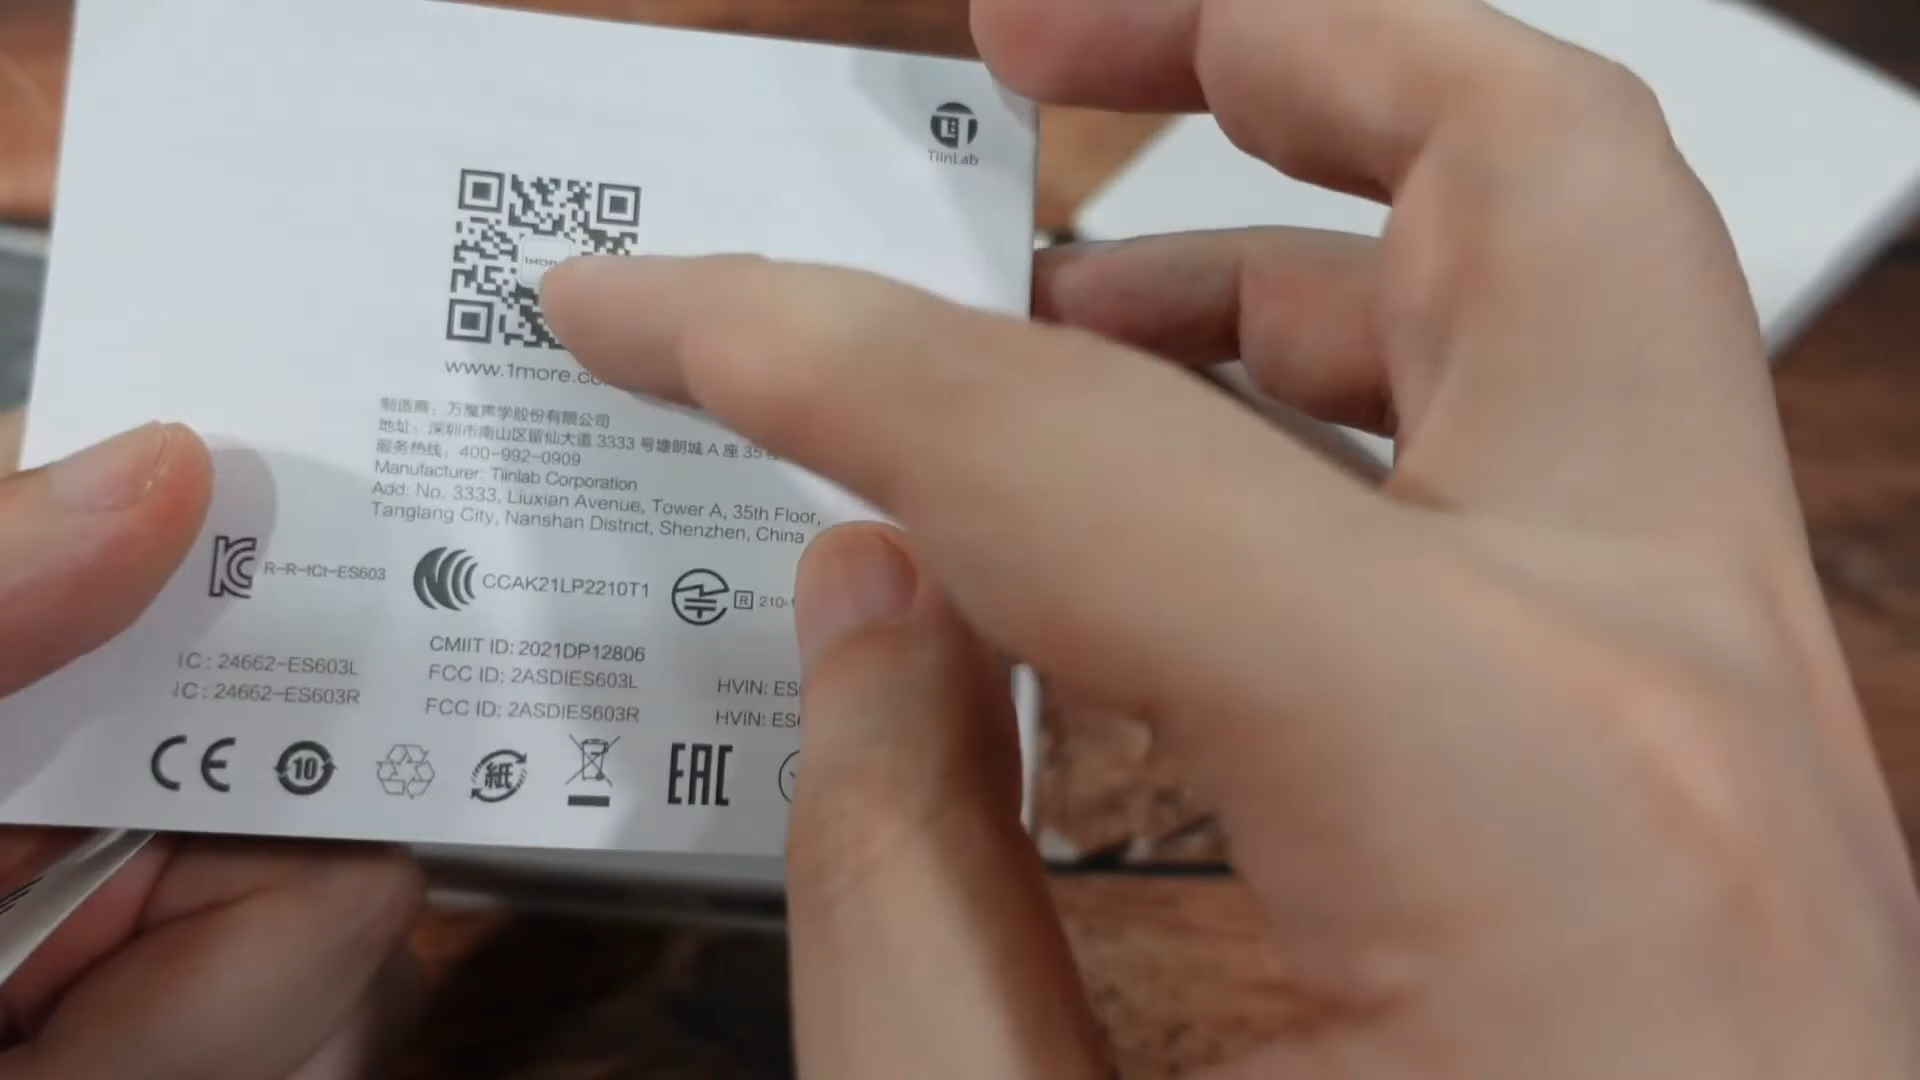 TiinLab
www.1more.co
制造商：万魔声学股份有限公司
地址：深圳市南山区留仙大道 3333 号塘朗城 A 座 35
服务热线：400-992-0909
Manufacturer: Tiinlab Corporation
Add: No. 3333, Liuxian Avenue, Tower A, 35th Floor,
Tanglang City, Nanshan District, Shenzhen, China
R-R-tCt-ES603
CCAK21LP2210T1
R 210-
CMIIT ID: 2021DP12806
IC: 24662-ES603L
FCC ID: 2ASDIES603L
HVIN: ES
IC: 24662-ES603R
FCC ID: 2ASDIES603R
HVIN: ES
CE
10
紙
EAC